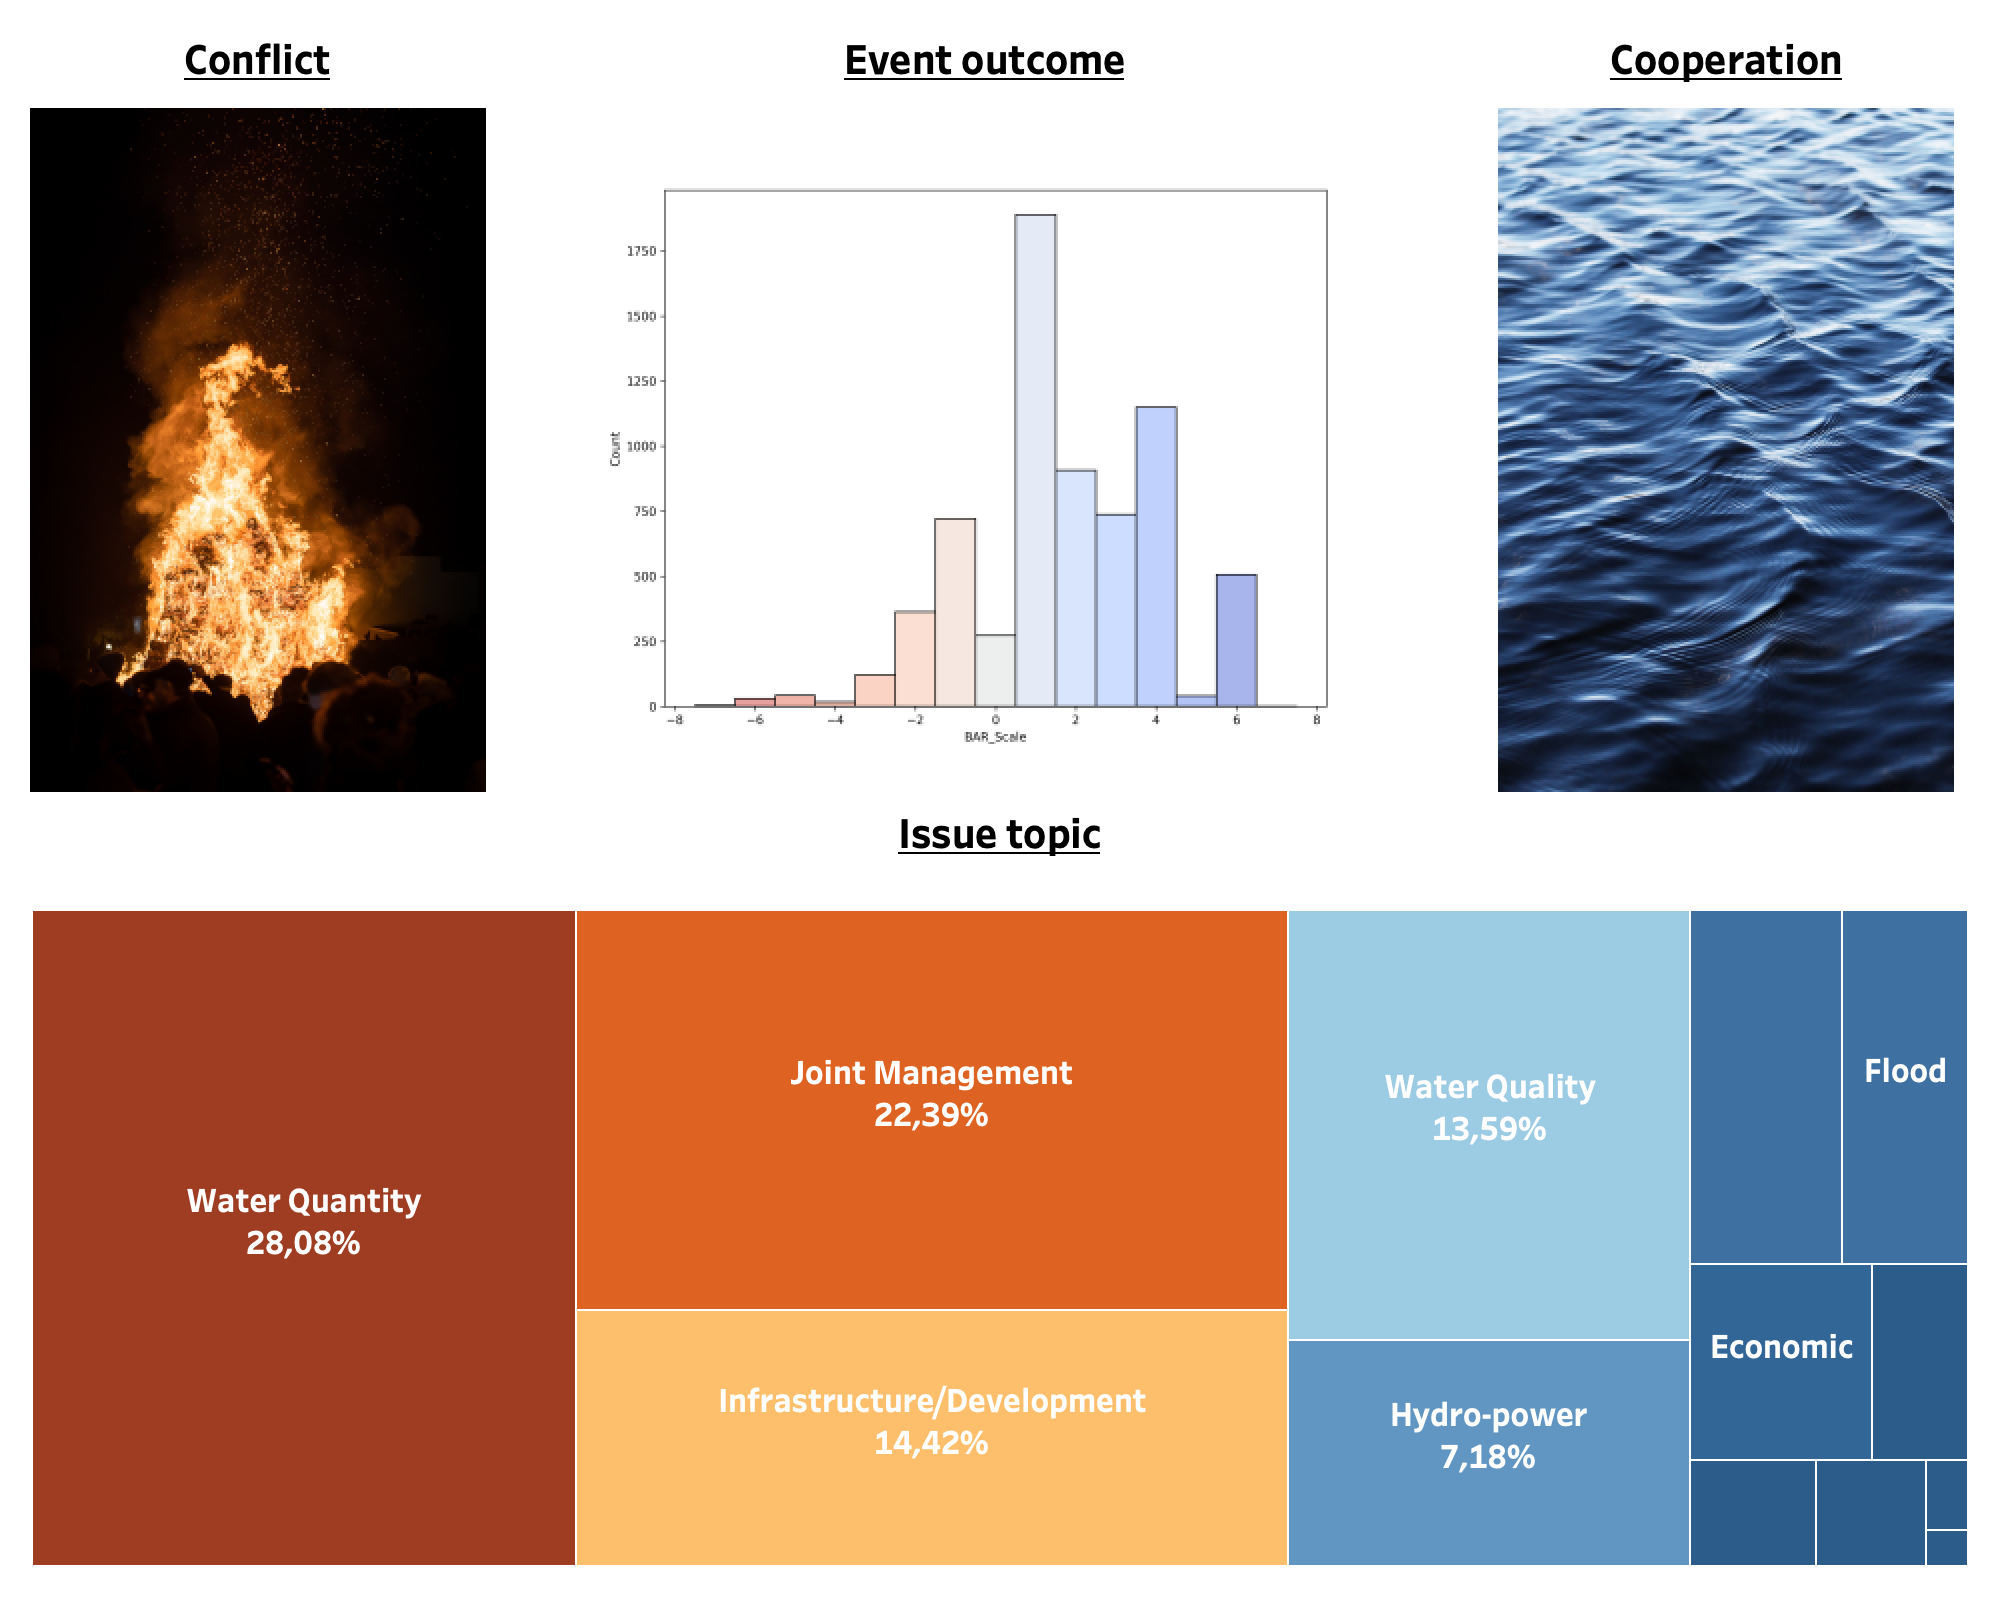 Conflict
Event outcome
Cooperation
1750
1500
1250
1000
750
500
250
0
Count
-8
-6
-4
-2
0
2
4
6
8
BAR_Scale
Issue topic
Water Quantity
28,08%
Joint Management
22,39%
Infrastructure/Development
14,42%
Water Quality
13,59%
Hydro-power
7,18%
Flood
Economic